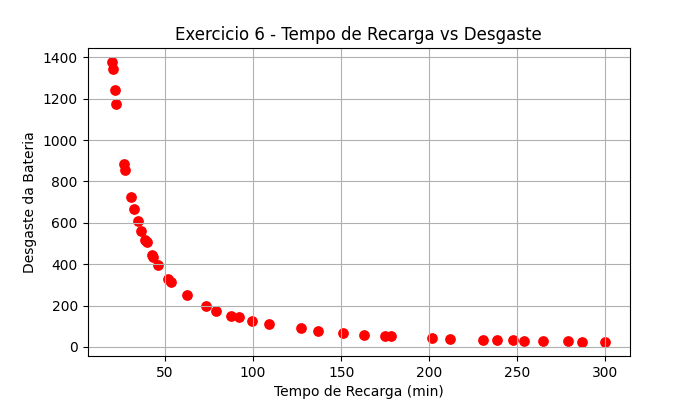 Exercicio 6 - Tempo de Recarga vs Desgaste
1400
1200
1000
800
600
400
200
0
Desgaste da Bateria
50 100 150 200 250 300
Tempo de Recarga (min)